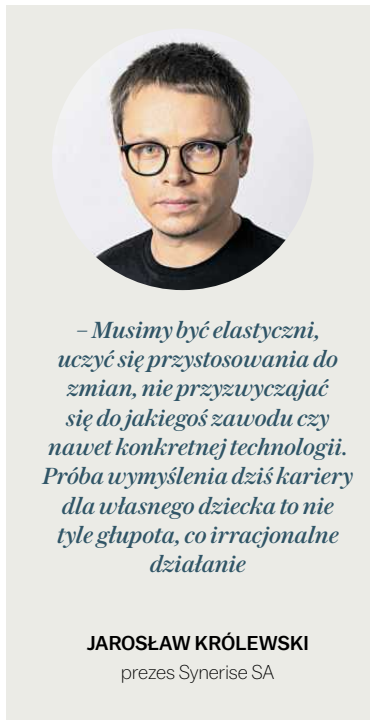 – Musimy być elastyczni,
uczyć się przystosowania do
zmian, nie przyzwyczajać
się do jakiegoś zawodu czy
nawet konkretnej technologii.
Próba wymyślenia dziś kariery
dla własnego dziecka to nie
tyle głupota, co irracjonalne
działanie
JAROSŁAW KRÓLEWSKI
prezes Synerise SA